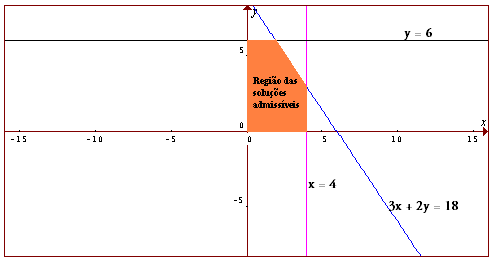 y
y = 6
5
Região das
soluções
admissíveis
0
x
-15
-10
-5
0
5
10
15
-5
x = 4
3x + 2y = 18